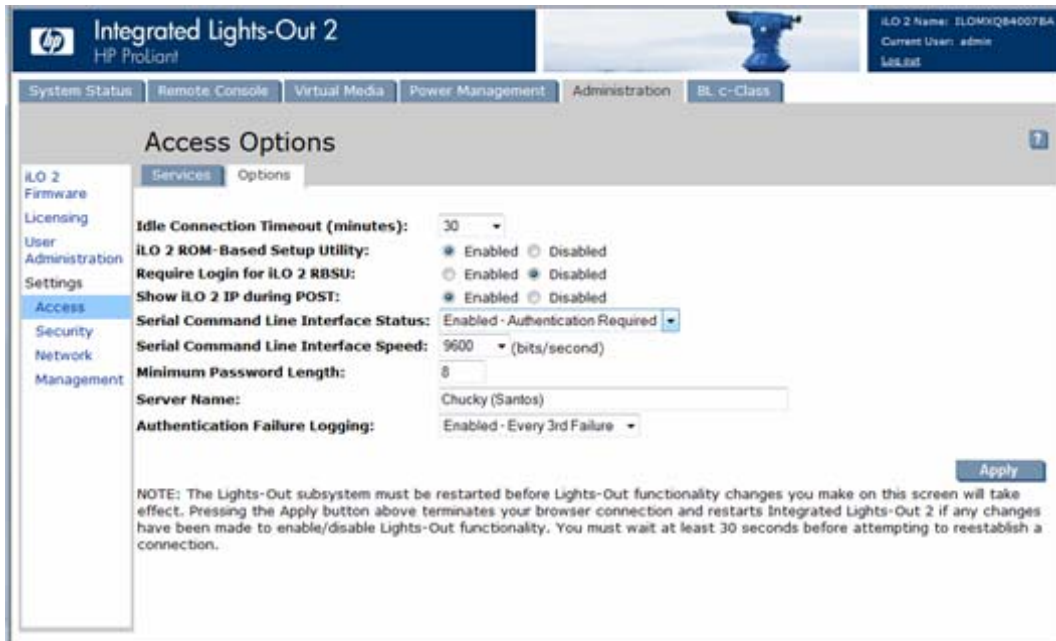 hp
Integrated Lights-Out 2
HP ProLiant
iLO 2 Name: ILOMXQ84007BA
Current User: admin
Log out
System Status
Remote Console
Virtual Media
Power Management
Administration
BL c-Class
Access Options
?
Services
Options
iLO 2
Firmware
Licensing
User
Administration
Settings
Access
Security
Network
Management
Idle Connection Timeout (minutes): 30
iLO 2 ROM-Based Setup Utility: Enabled Disabled
Require Login for iLO 2 RBSU: Enabled Disabled
Show iLO 2 IP during POST: Enabled Disabled
Serial Command Line Interface Status: Enabled - Authentication Required
Serial Command Line Interface Speed: 9600 (bits/second)
Minimum Password Length: 8
Server Name: Chucky (Santos)
Authentication Failure Logging: Enabled - Every 3rd Failure
Apply
NOTE: The Lights-Out subsystem must be restarted before Lights-Out functionality changes you make on this screen will take
effect. Pressing the Apply button above terminates your browser connection and restarts Integrated Lights-Out 2 if any changes
have been made to enable/disable Lights-Out functionality. You must wait at least 30 seconds before attempting to reestablish a
connection.